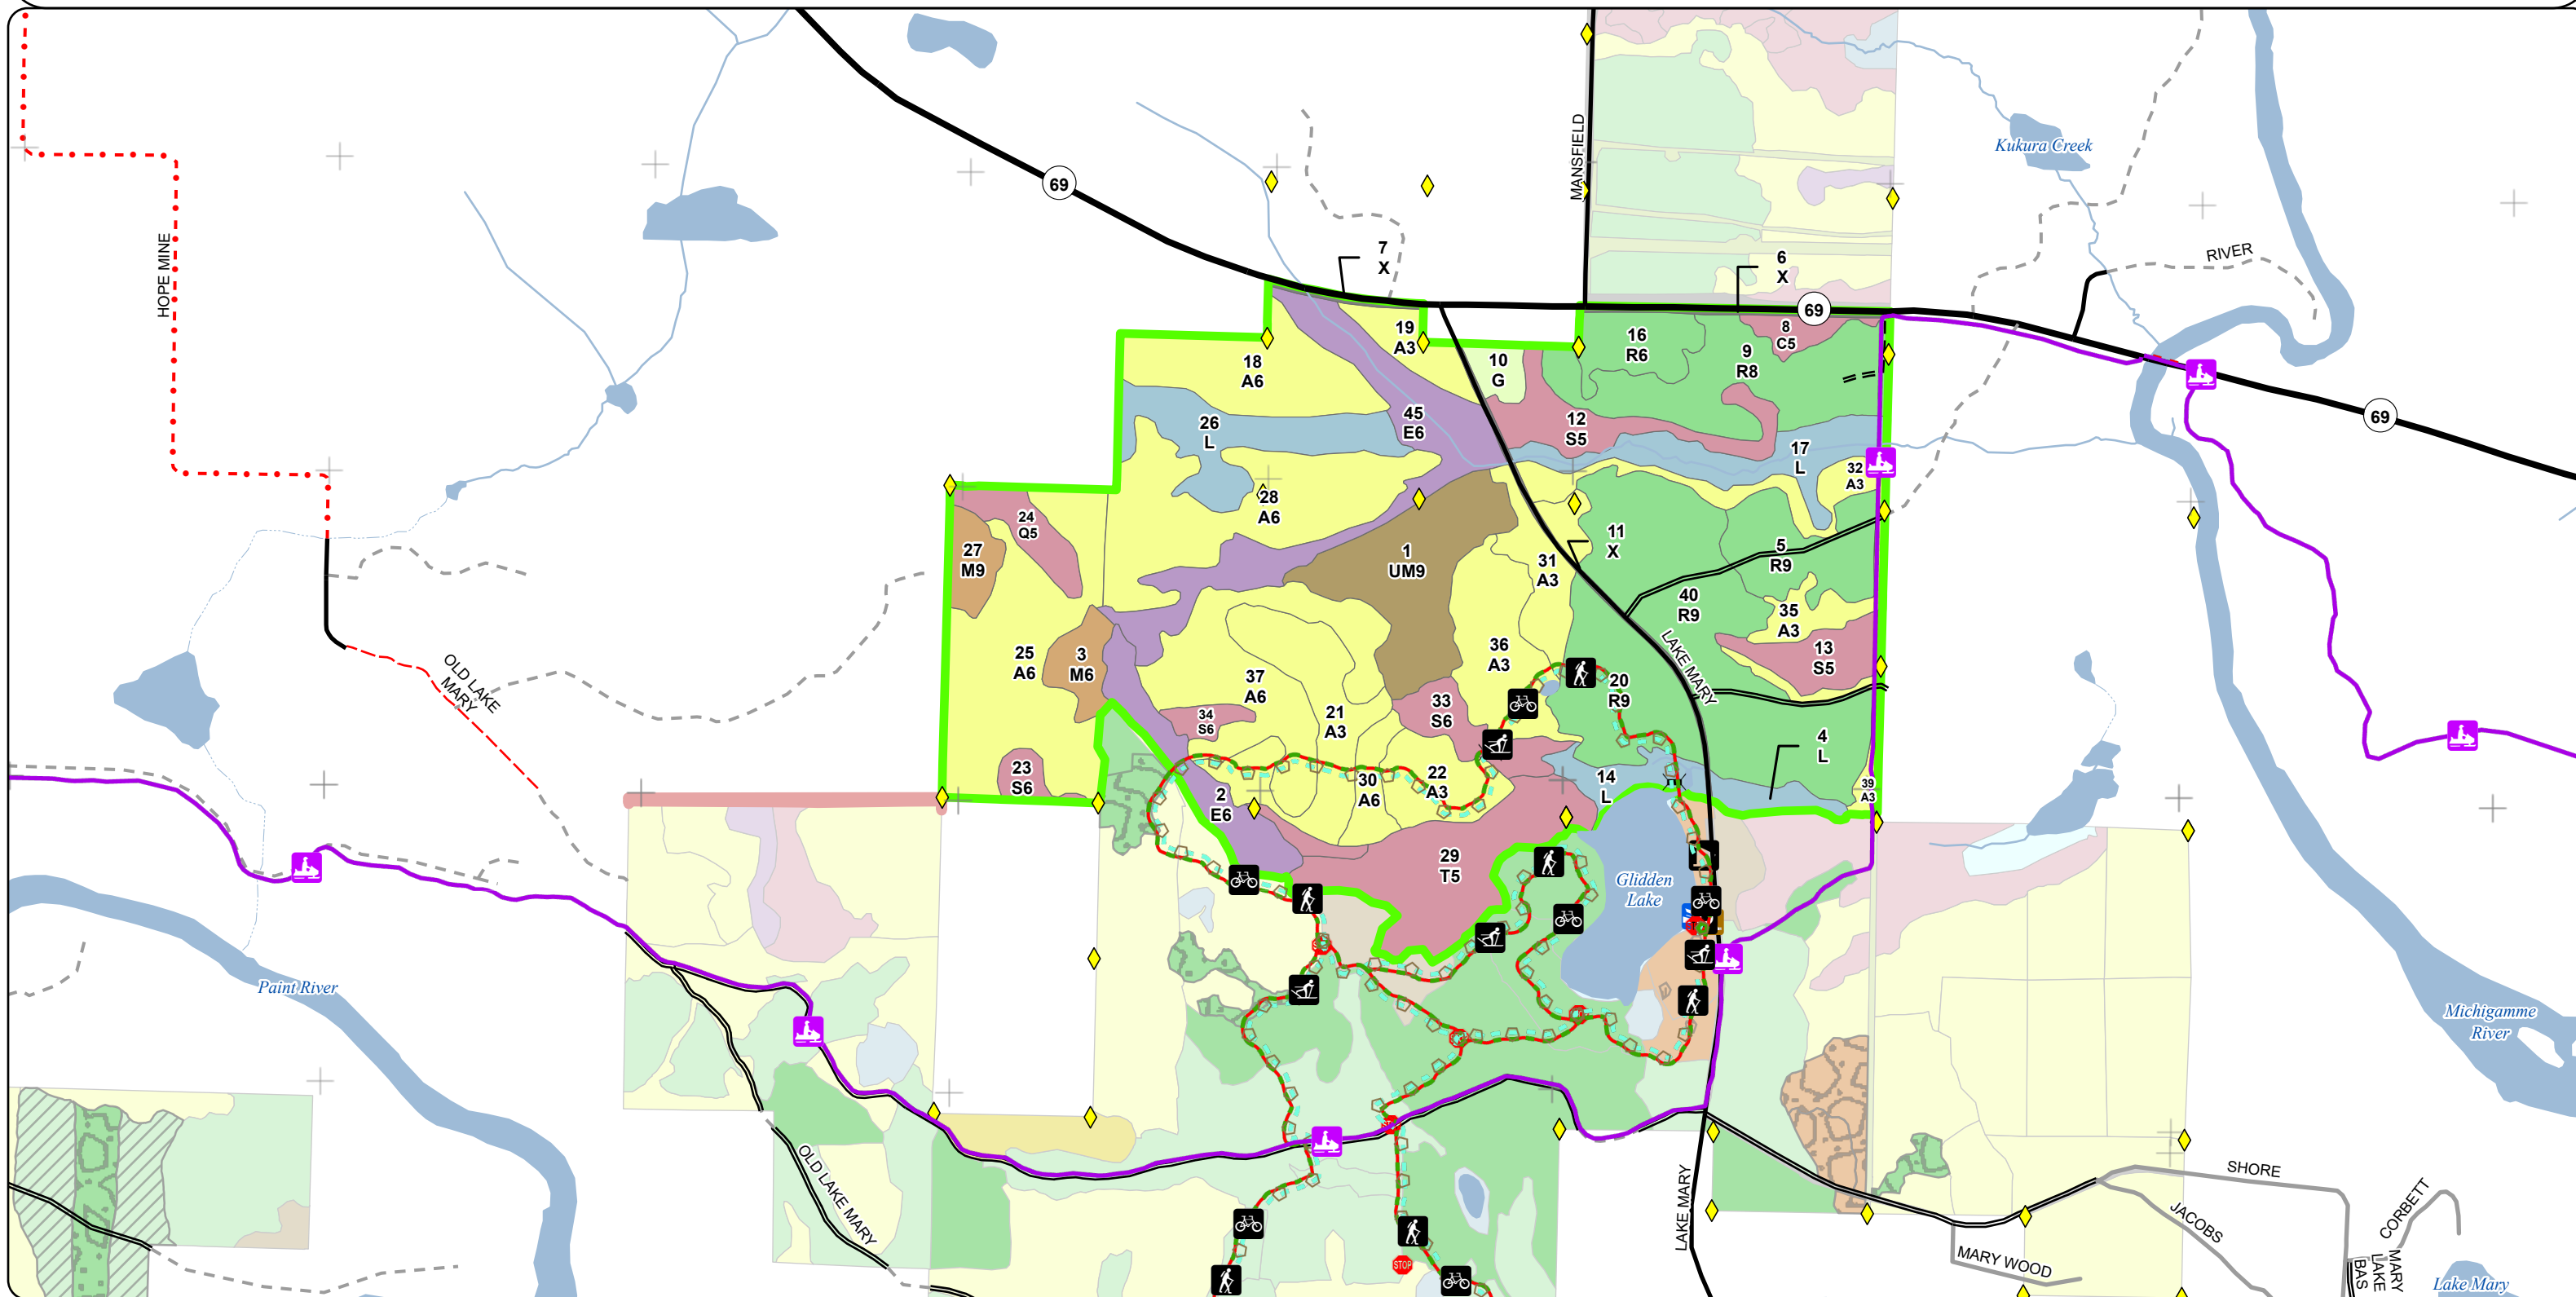 MANSFIELD
Kukura Creek
69
HOPE MINE
7
X
6
X
RIVER
69
19
A3
16
R6
8
C5
9
R8
18
A6
10
G
69
26
L
45
E6
12
S5
17
L
32
A3
28
A6
24
Q5
27
M9
1
UM9
31
A3
11
X
5
R9
40
R9
35
A3
25
A6
3
M6
36
A3
13
S5
OLD LAKE
MARY
LAKE MARY
37
A6
20
R9
33
S6
34
S6
21
A3
4
L
23
S6
22
A3
30
A6
14
L
39
A3
2
E6
29
T5
Glidden
Lake
Paint River
Michigamme
River
OLD LAKE MARY
LAKE MARY
SHORE
CORBETT
JACOBS
MARY WOOD
STOP
BAS
LAKE
MARY
Lake Mary